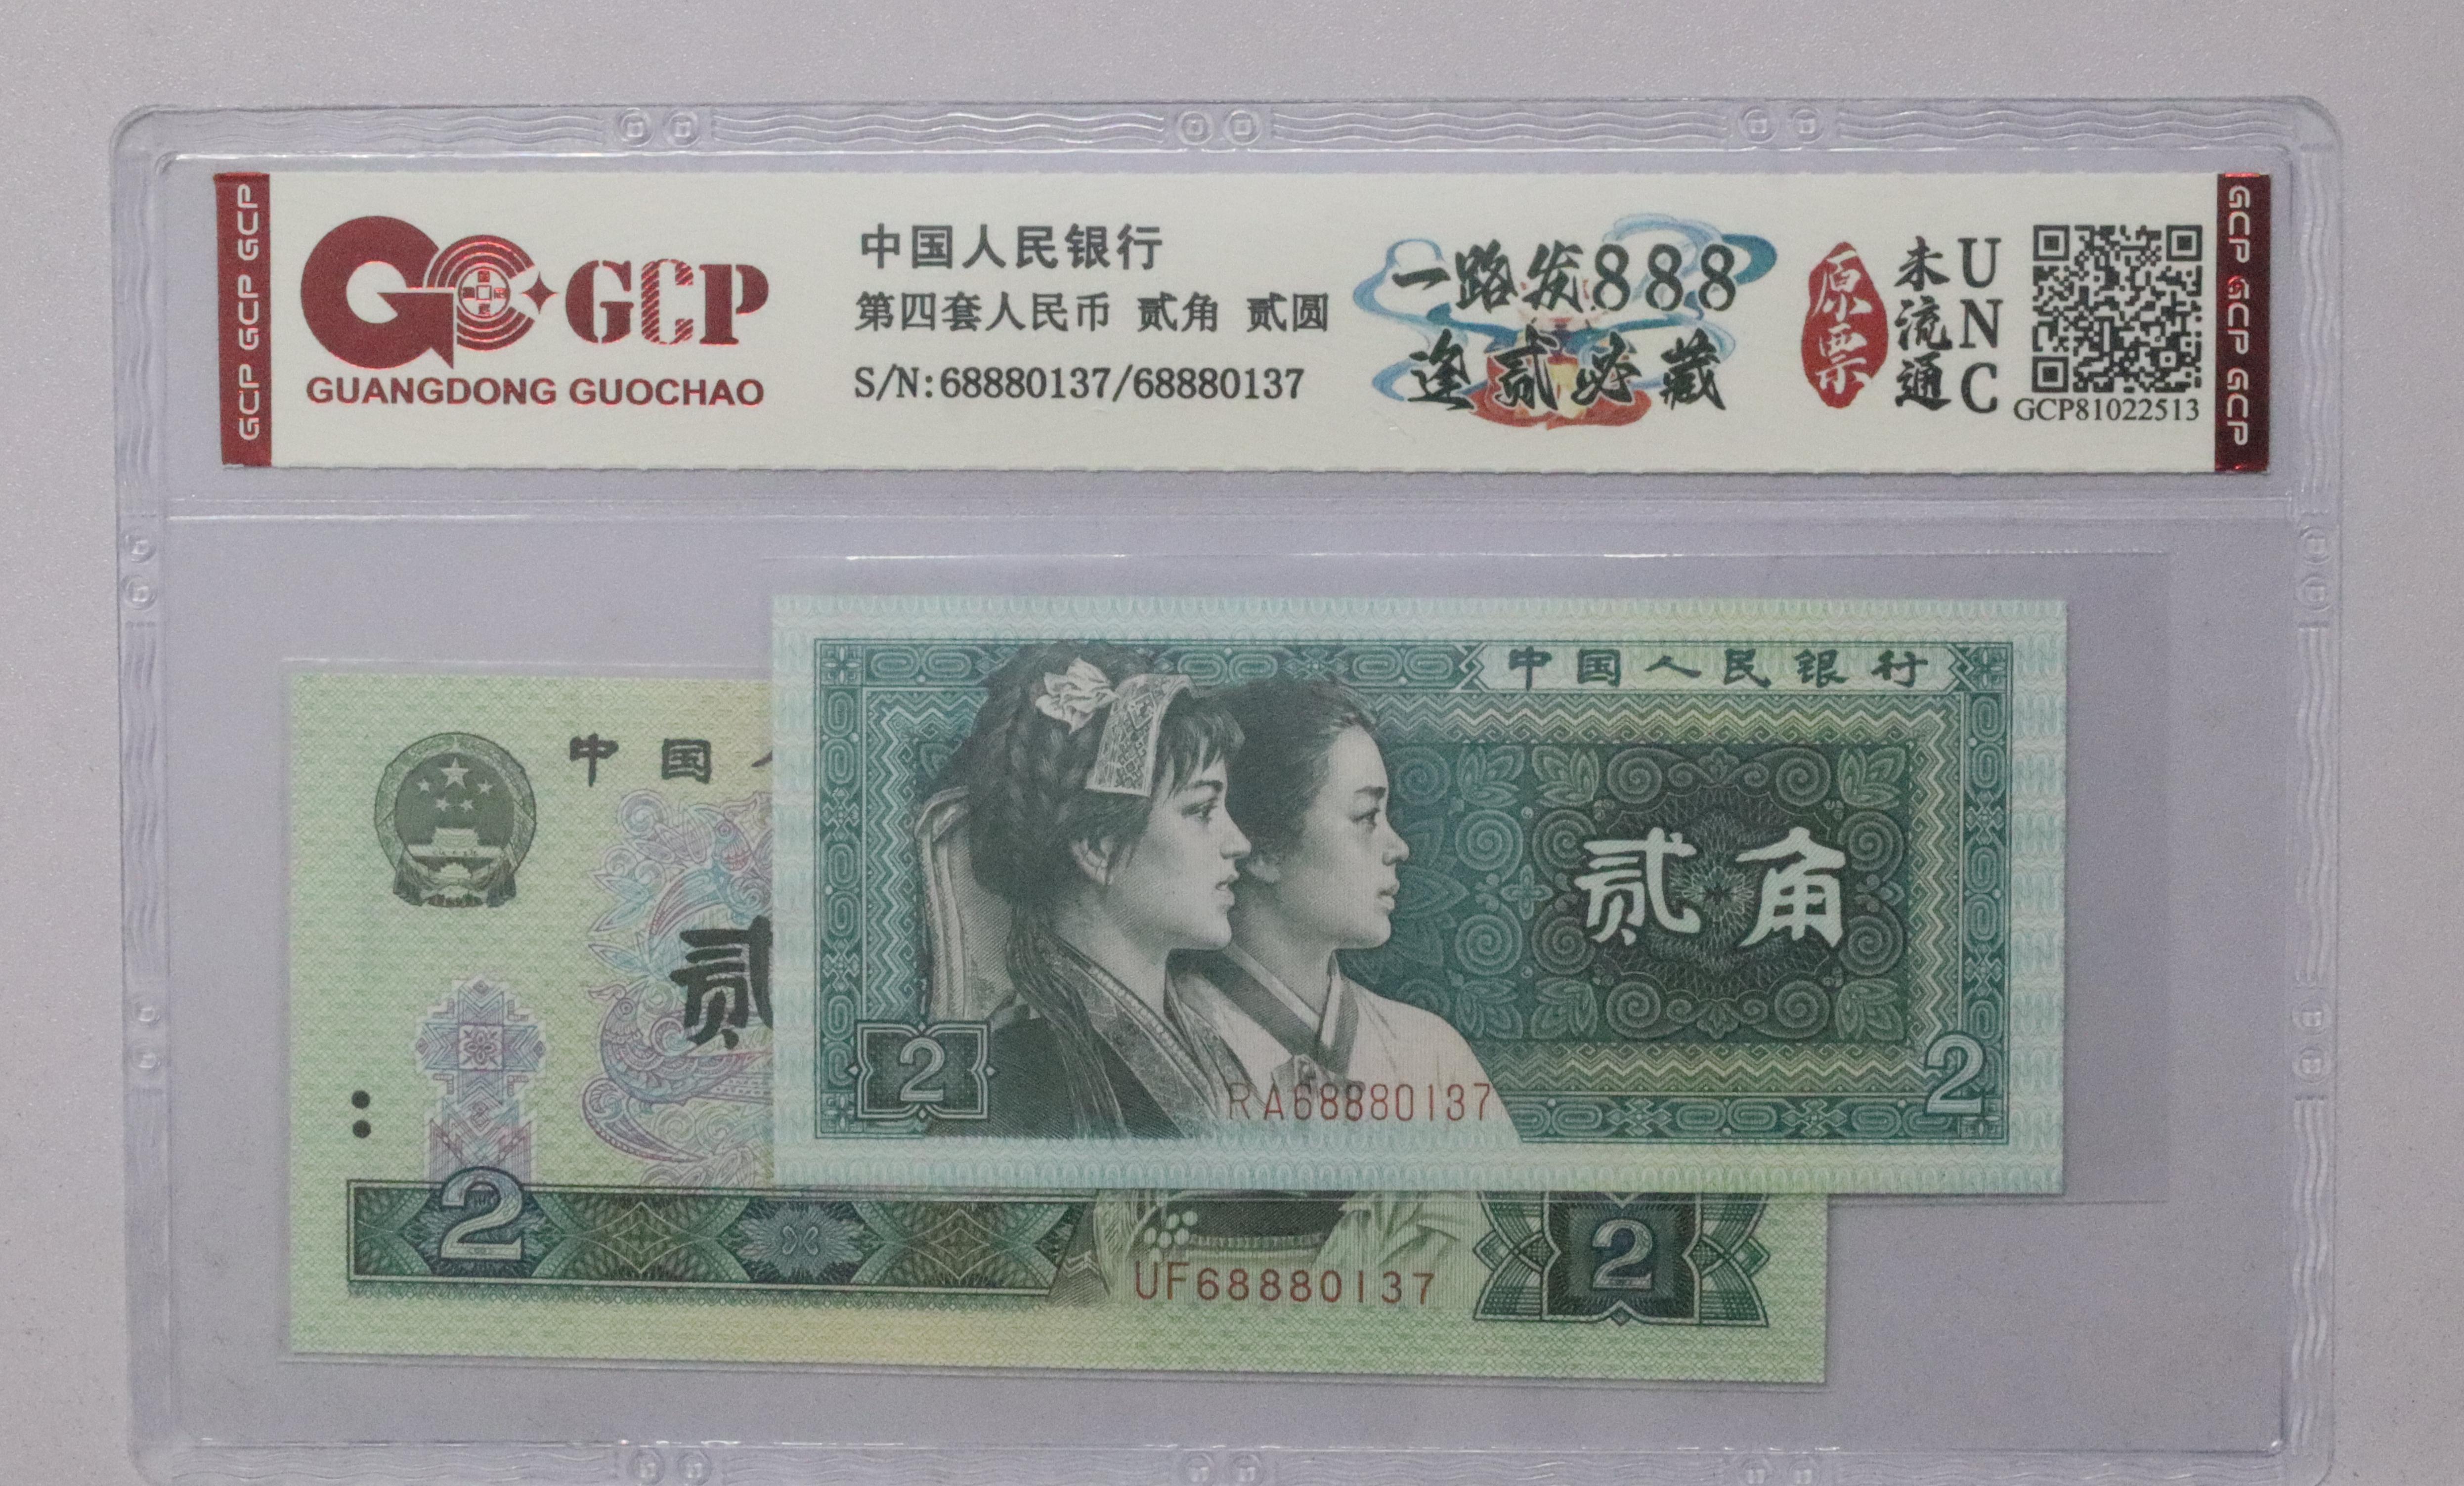 GCP GCP GCP
GCP
GUANGDONG GUOCHAO
中国人民银行
第四套人民币 贰角 贰圆
S/N:68880137/68880137
一路发888
逢贰必藏
原票
未流通
UNC
GCP81022513
GCP GCP GCP
中国人民银行
贰角
2
2
RA68880137
中国
贰
2
2
UF68880137